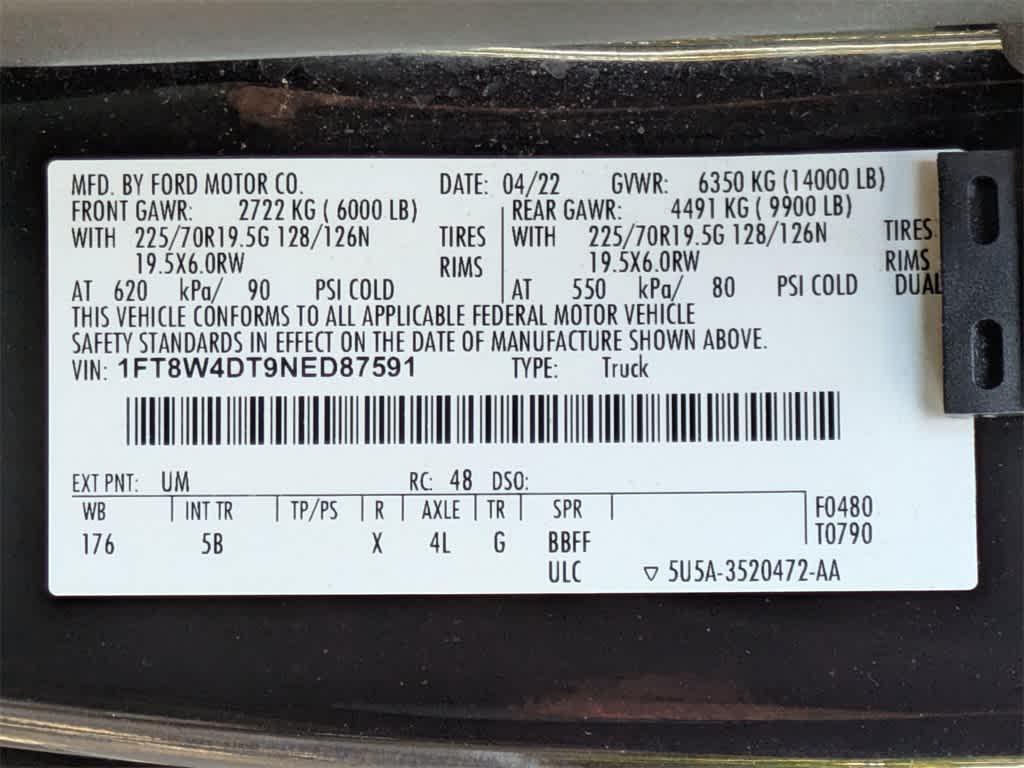 MFD. BY FORD MOTOR CO. DATE: 04/22 GVWR: 6350 KG (14000 LB)
FRONT GAWR: 2722 KG ( 6000 LB) REAR GAWR: 4491 KG ( 9900 LB)
WITH 225/70R19.5G 128/126N TIRES WITH 225/70R19.5G 128/126N TIRES
19.5X6.0RW RIMS 19.5X6.0RW RIMS
AT 620 kPa/ 90 PSI COLD AT 550 kPa/ 80 PSI COLD DUAL
THIS VEHICLE CONFORMS TO ALL APPLICABLE FEDERAL MOTOR VEHICLE
SAFETY STANDARDS IN EFFECT ON THE DATE OF MANUFACTURE SHOWN ABOVE.
VIN: 1FT8W4DT9NED87591 TYPE: Truck
EXT PNT: UM RC: 48 DSO:
WB INT TR TP/PS R AXLE TR SPR F0480
176 5B X 4L G BBFF T0790
ULC ▽ 5U5A-3520472-AA